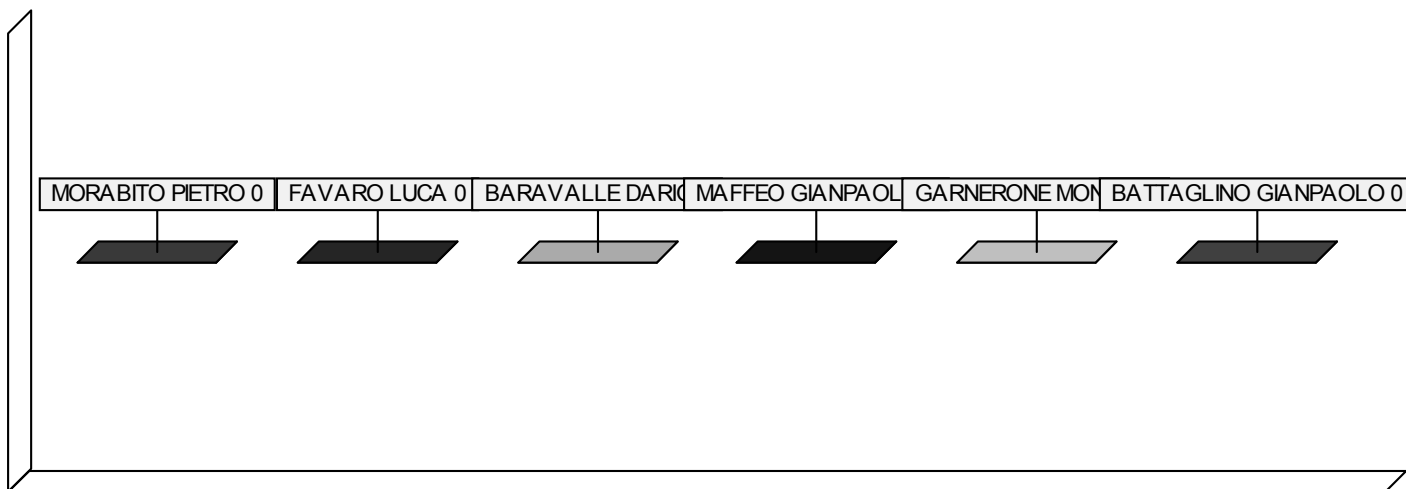 MORABITO PIETRO 0
FAVARO LUCA 0
BARAVALLE DARIO
MAFFEO GIANPAOL
GARNERONE MON
BATTAGLINO GIANPAOLO 0